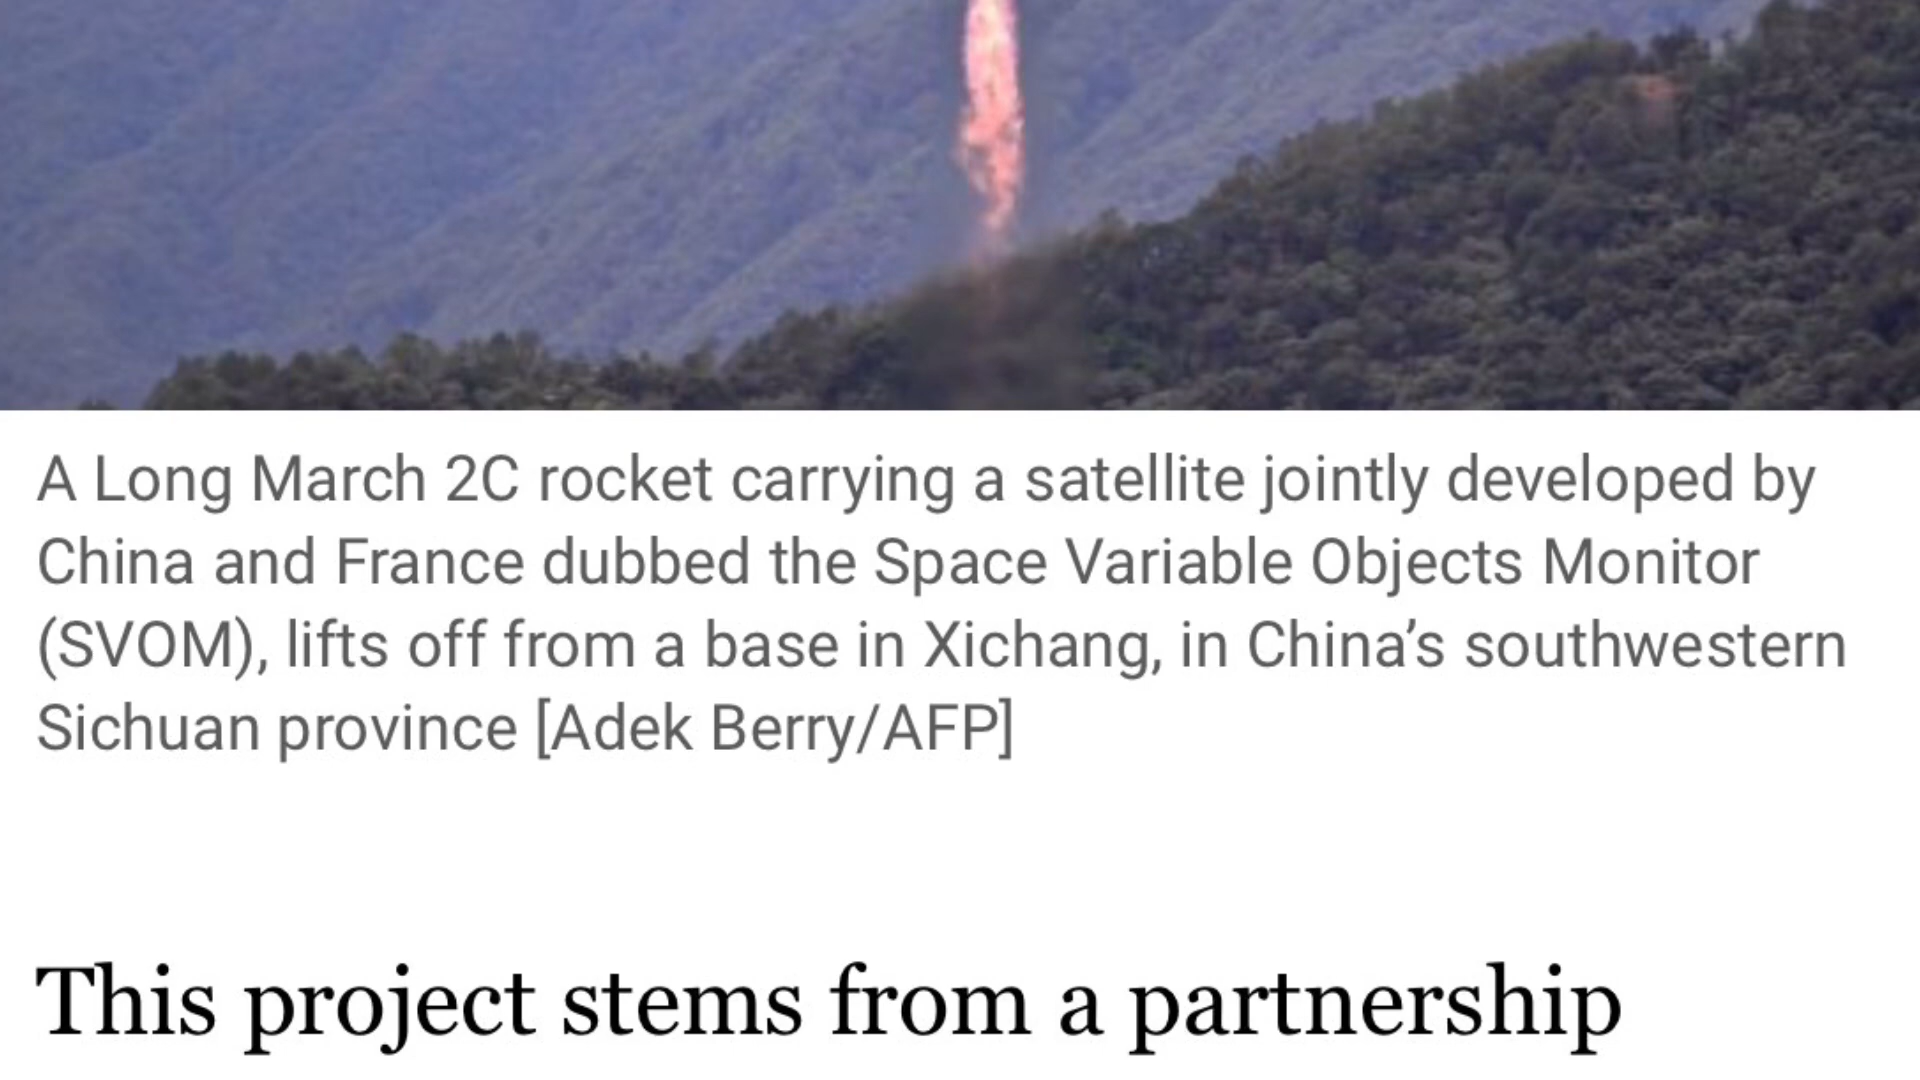 A Long March 2C rocket carrying a satellite jointly developed by
China and France dubbed the Space Variable Objects Monitor
(SVOM), lifts off from a base in Xichang, in China’s southwestern
Sichuan province [Adek Berry/AFP]
This project stems from a partnership